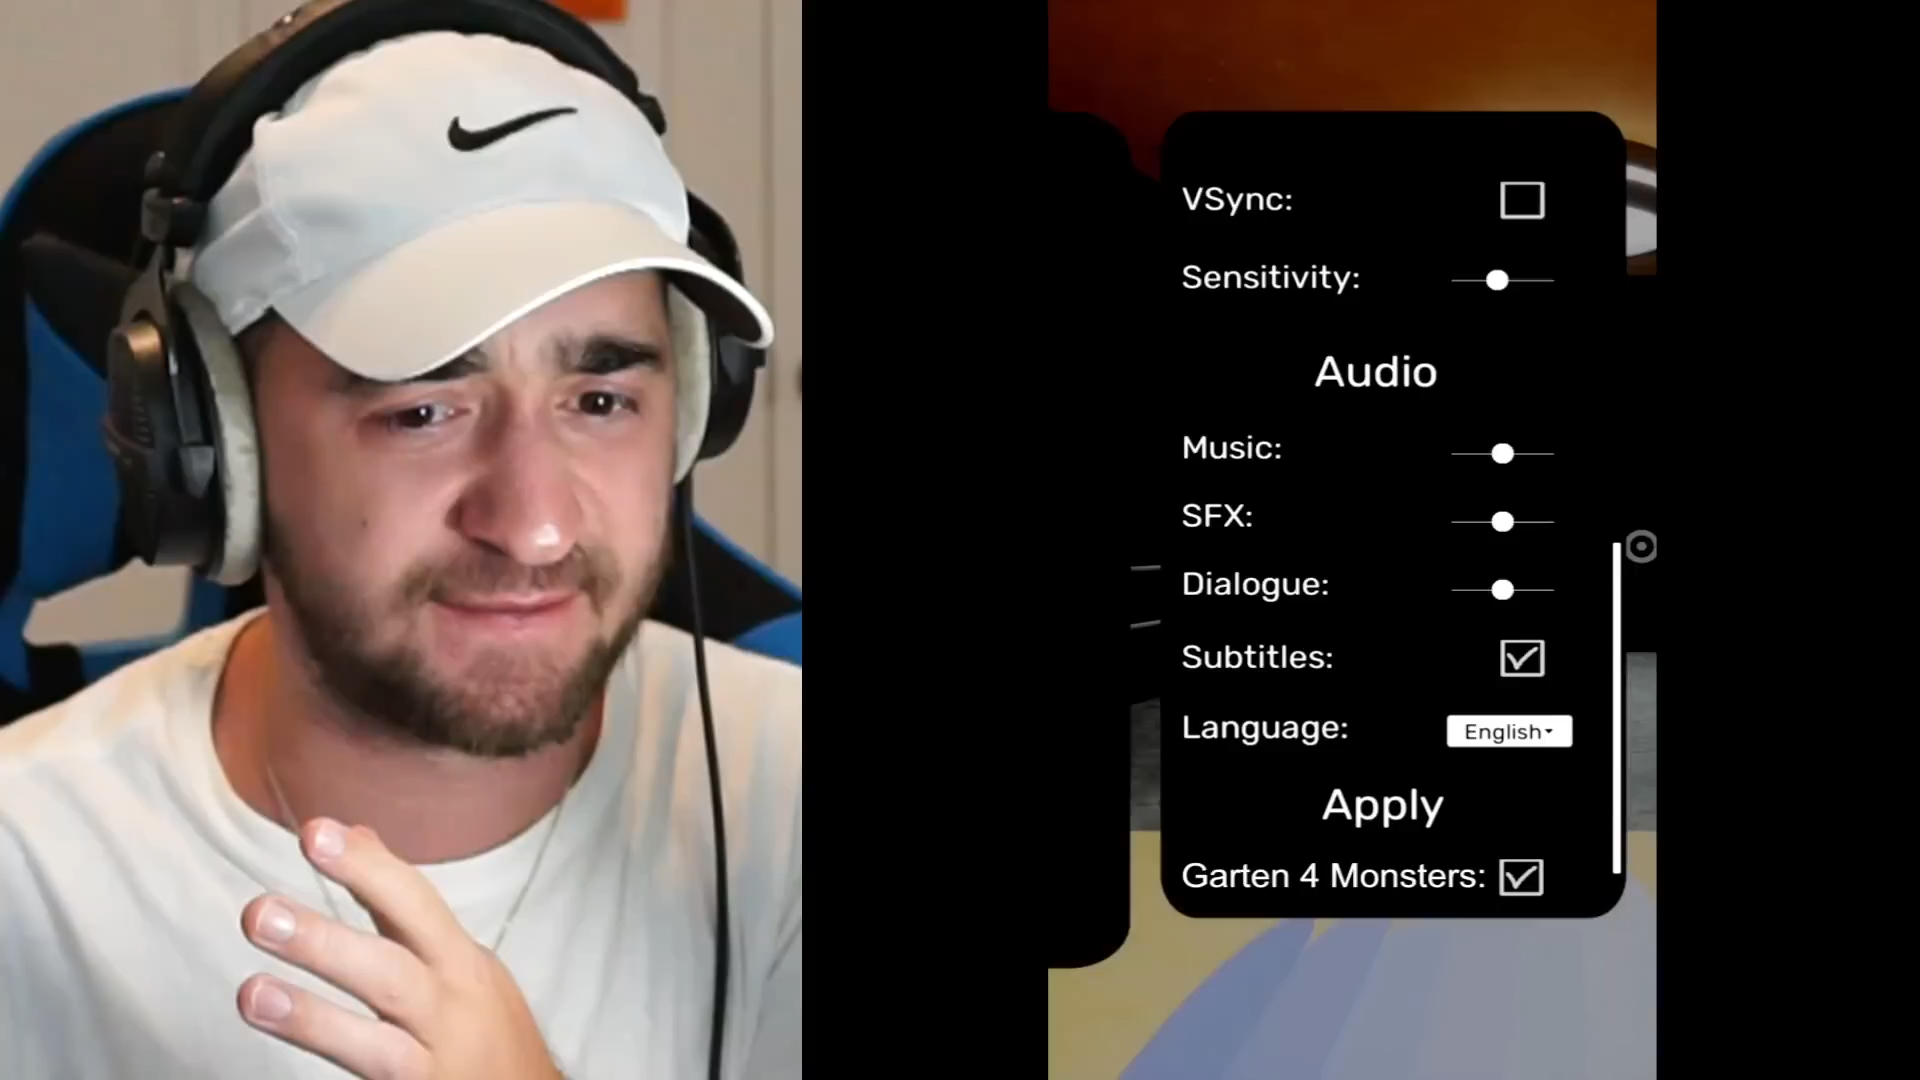 VSync:
Sensitivity:
Audio
Music:
SFX:
Dialogue:
Subtitles:
Language: English
Apply
Garten 4 Monsters: